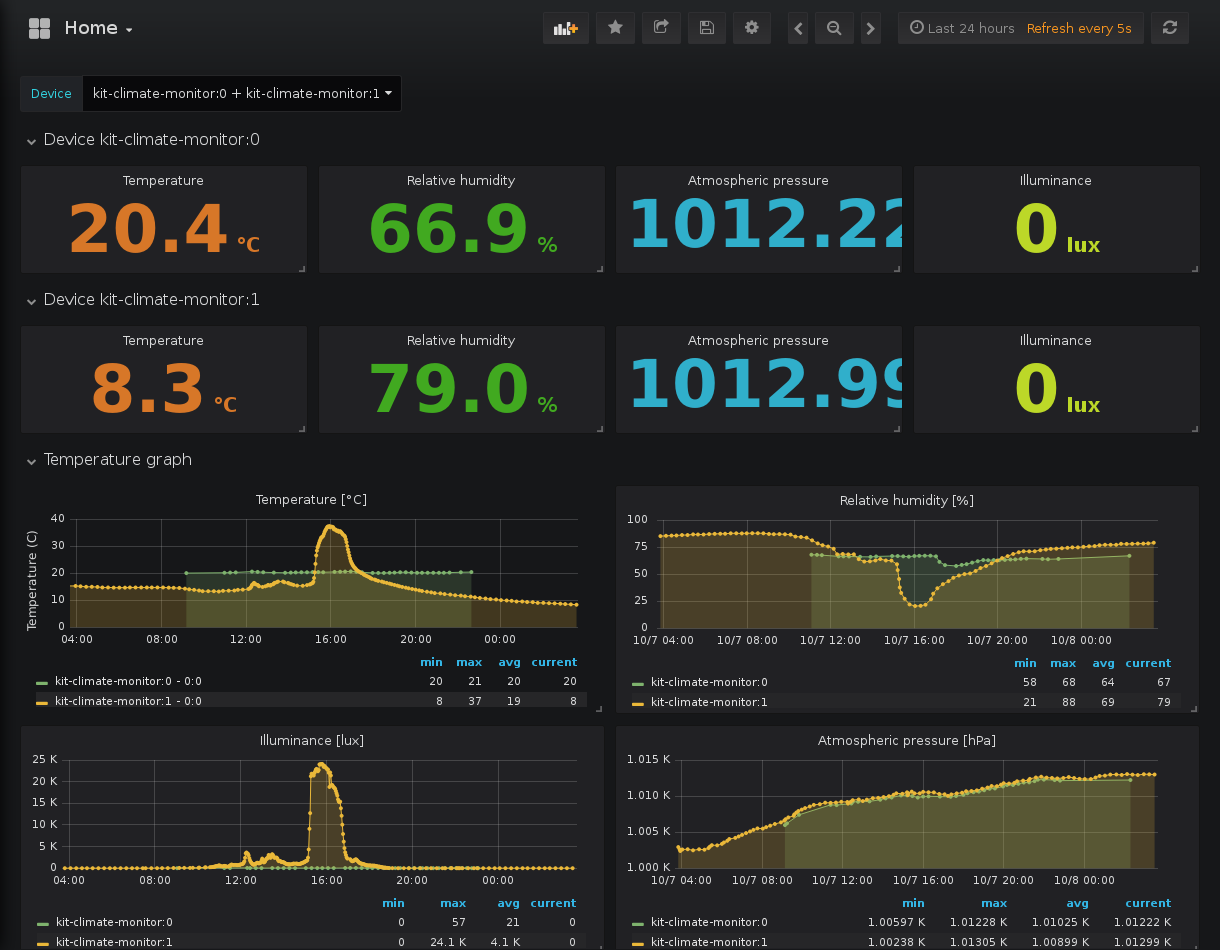 Home
Last 24 hours Refresh every 5s
Device kit-climate-monitor:0 + kit-climate-monitor:1
Device kit-climate-monitor:0
Temperature Relative humidity Atmospheric pressure Illuminance
20.4 °C 66.9 % 1012.22 0 lux
Device kit-climate-monitor:1
Temperature Relative humidity Atmospheric pressure Illuminance
8.3 °C 79.0 % 1012.99 0 lux
Temperature graph
Temperature [°C]
Temperature (C)
40
30
20
10
0
04:00 08:00 12:00 16:00 20:00 00:00
min max avg current
kit-climate-monitor:0 - 0:0 20 21 20 20
kit-climate-monitor:1 - 0:0 8 37 19 8
Relative humidity [%]
100
75
50
25
0
10/7 04:00 10/7 08:00 10/7 12:00 10/7 16:00 10/7 20:00 10/8 00:00
min max avg current
kit-climate-monitor:0 58 68 64 67
kit-climate-monitor:1 21 88 69 79
Illuminance [lux]
25 K
20 K
15 K
10 K
5 K
0
04:00 08:00 12:00 16:00 20:00 00:00
min max avg current
kit-climate-monitor:0 0 57 21 0
kit-climate-monitor:1 0 24.1 K 4.1 K 0
Atmospheric pressure [hPa]
1.015 K
1.010 K
1.005 K
1.000 K
10/7 04:00 10/7 08:00 10/7 12:00 10/7 16:00 10/7 20:00 10/8 00:00
min max avg current
kit-climate-monitor:0 1.00597 K 1.01228 K 1.01025 K 1.01222 K
kit-climate-monitor:1 1.00238 K 1.01305 K 1.00899 K 1.01299 K